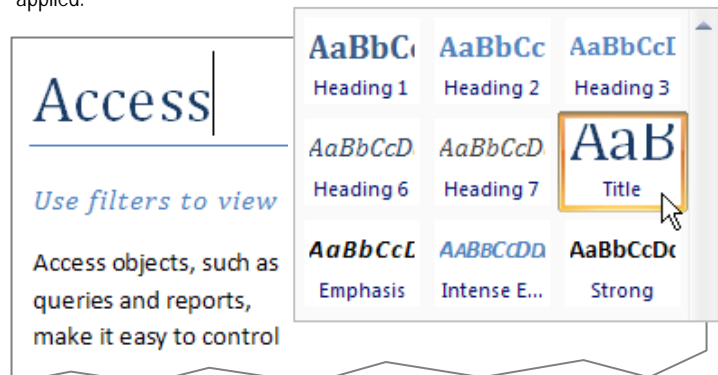 applied.
Access
Use filters to view
Access objects, such as
queries and reports,
make it easy to control
AaBbC AaBbCc AaBbCcI
Heading 1 Heading 2 Heading 3
AaBbCcD AaBbCcD AaB
Heading 6 Heading 7 Title
AaBbCcL AABBCCDD AaBbCcDc
Emphasis Intense E... Strong